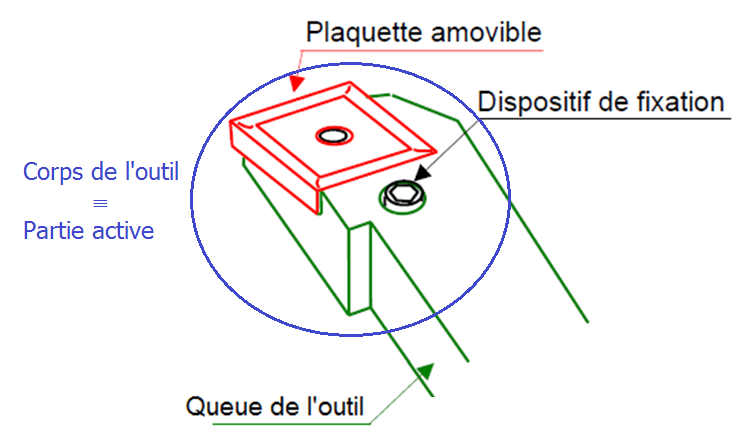 Plaquette amovible
Dispositif de fixation
Corps de l'outil
≡
Partie active
Queue de l'outil